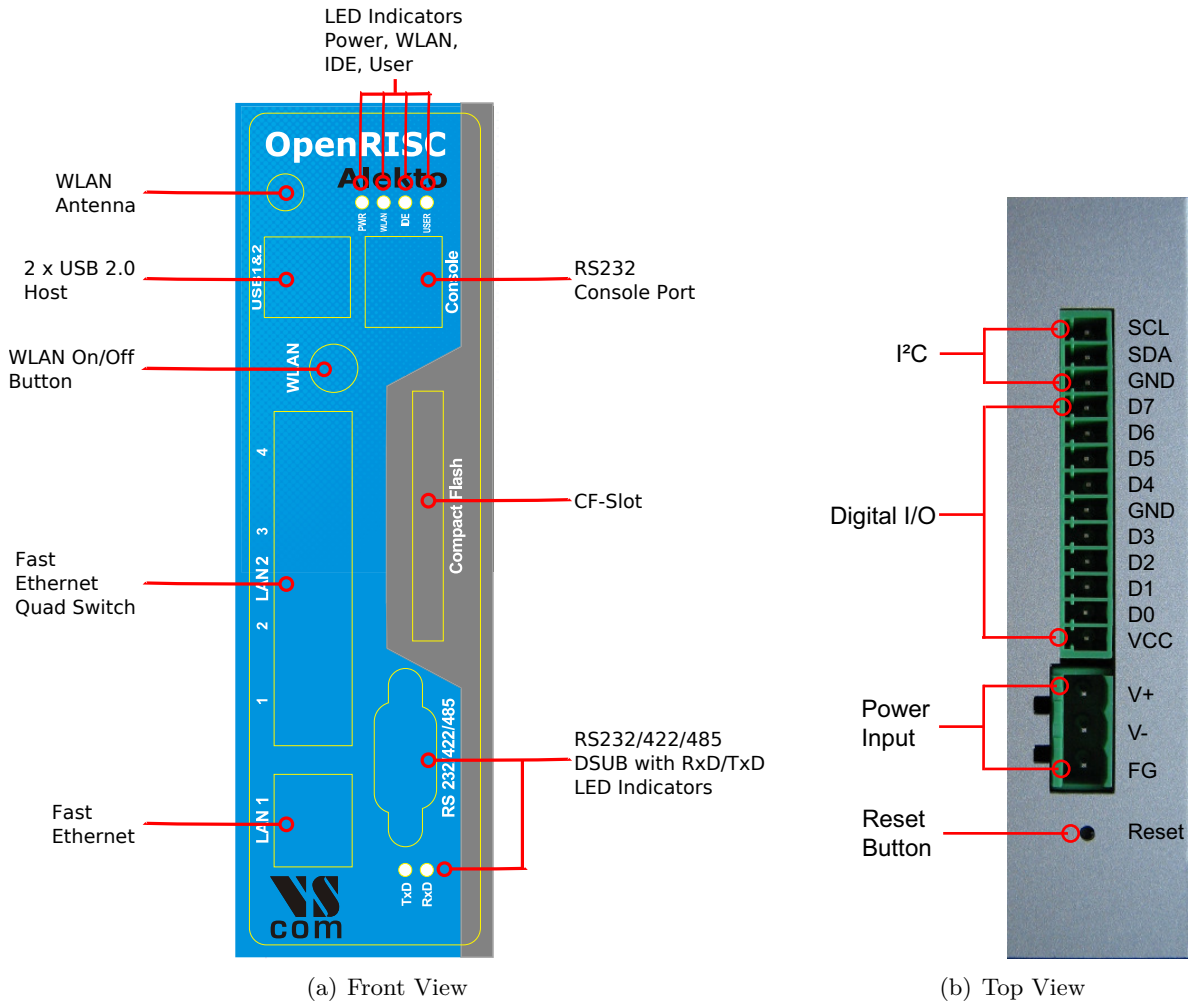 LED Indicators
Power, WLAN,
IDE, User
OpenRISC
Alekto
PWR
WLAN
IDE
USER
WLAN
Antenna
USB1&2
2 x USB 2.0
Host
Console
RS232
Console Port
WLAN
WLAN On/Off
Button
4
3
LAN 2
2
1
Compact Flash
CF-Slot
Fast
Ethernet
Quad Switch
RS 232/422/485
RS232/422/485
DSUB with RxD/TxD
LED Indicators
LAN 1
Fast
Ethernet
TxD
RxD
VS
com
(a) Front View
I²C
SCL
SDA
GND
Digital I/O
D7
D6
D5
D4
GND
D3
D2
D1
D0
VCC
Power
Input
V+
V-
FG
Reset
Button
Reset
(b) Top View